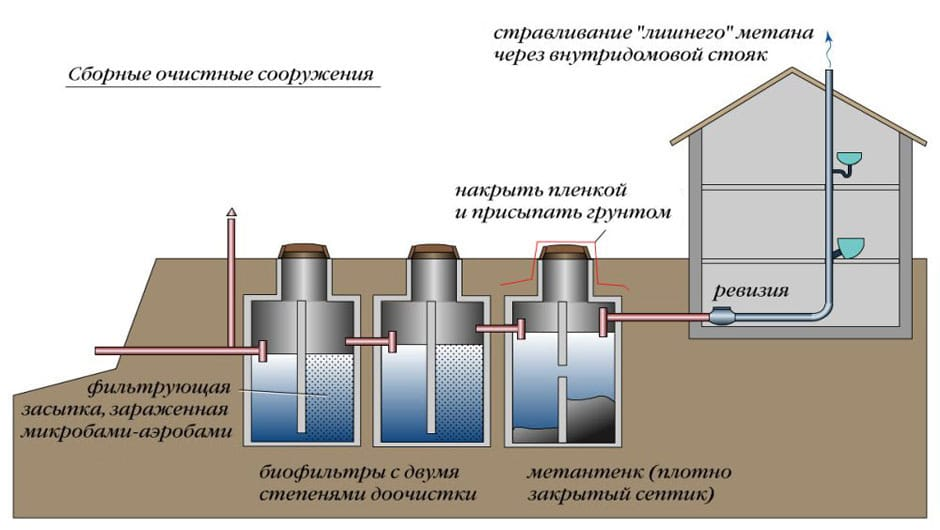 стравливание "лишнего" метана
через внутридомовой стояк
Сборные очистные сооружения
накрыть пленкой
и присыпать грунтом
ревизия
фильтрующая
засыпка, зараженная
микробами-аэробами
биофильтры с двумя
степенями доочистки
метантенк (плотно
закрытый септик)